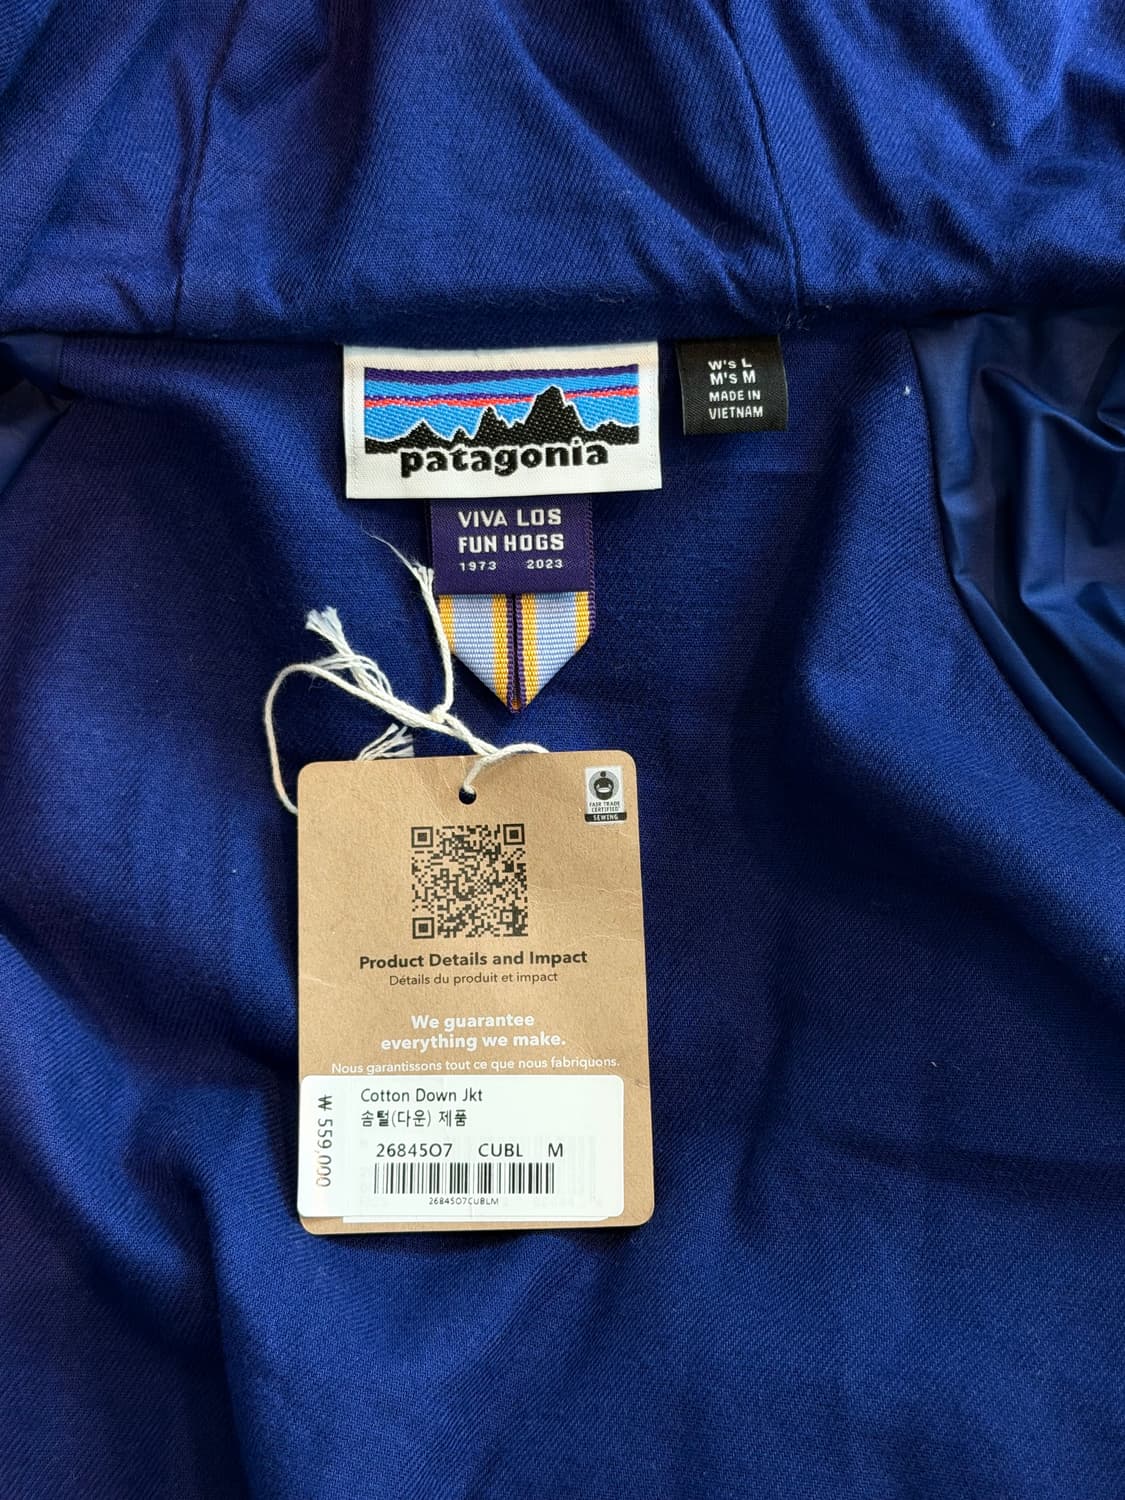 patagonia
W's L
M's M
MADE IN
VIETNAM
VIVA LOS
FUN HOGS
1973 2023
FAIR TRADE
CERTIFIED
SEWING
Product Details and Impact
Détails du produit et impact
We guarantee
everything we make.
Nous garantissons tout ce que nous fabriquons.
₩ 559,000
Cotton Down Jkt
솜털(다운) 제품
26845O7 CUBL M
26845O7CUBLM